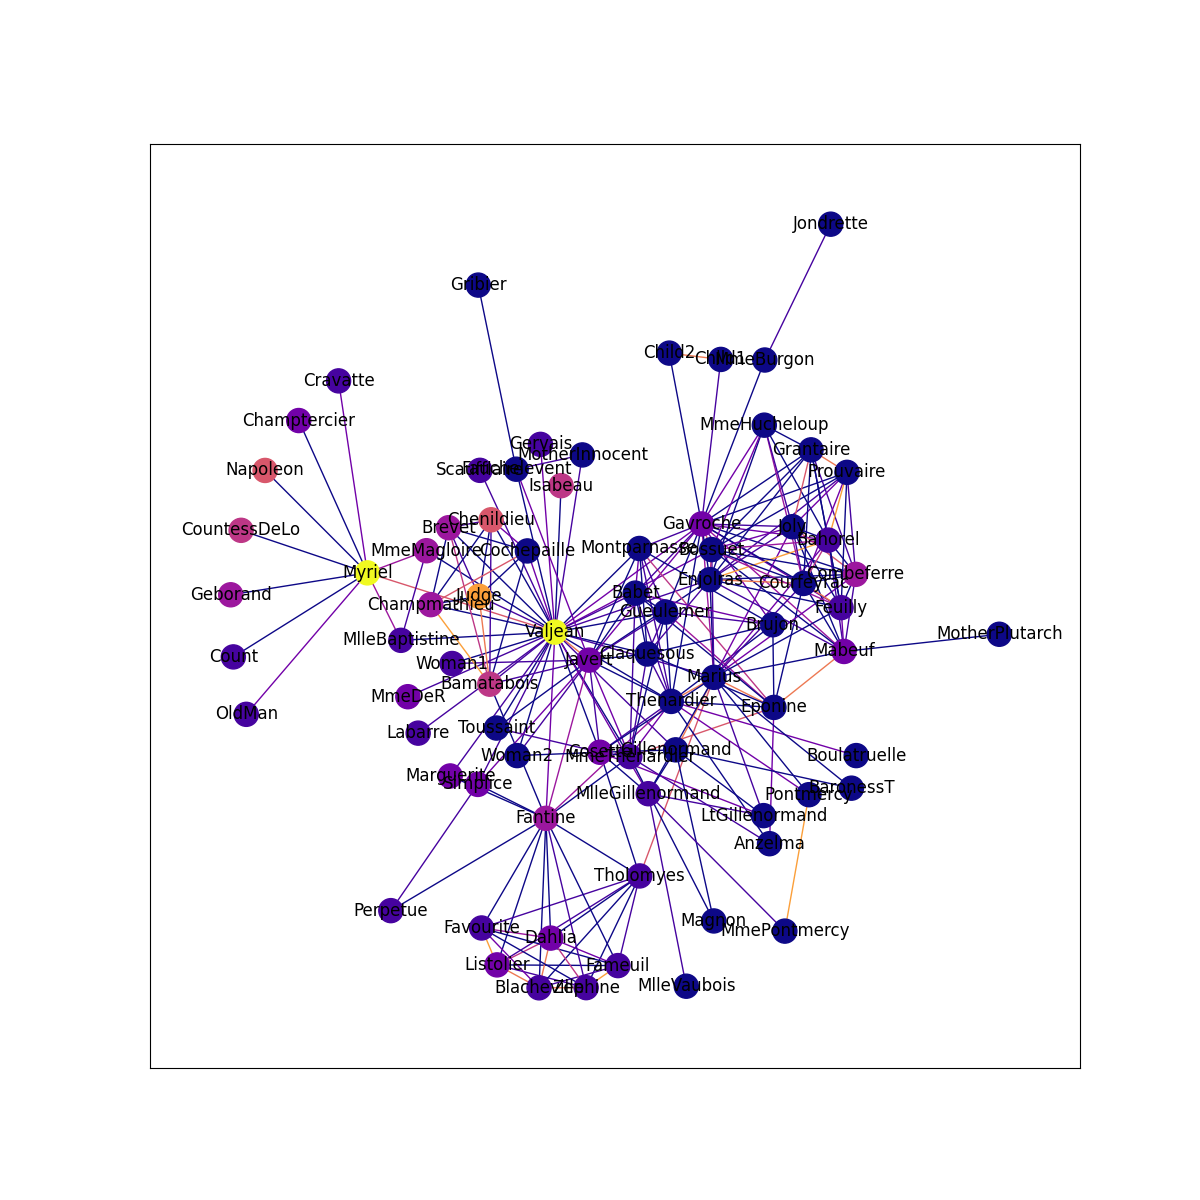 Jondrette
Gribier
Child2
Child1
MmeBurgon
Cravatte
Champtercier
MmeHucheloup
Gervais
Grantaire
MotherInnocent
Napoleon
Scaufflaire
Fauchelevent
Prouvaire
Isabeau
Chenildieu
Gavroche
CountessDeLo
Brevet
Joly
Bahorel
MmeMagloire
Cochepaille
Montparnasse
Bossuet
Myriel
Combeferre
Enjolras
Courfeyrac
Geborand
Judge
Babet
Champmathieu
Gueulemer
Feuilly
Brujon
Valjean
MotherPlutarch
MlleBaptistine
Mabeuf
Count
Claquesous
Javert
Woman1
Marius
Bamatabois
MmeDeR
Thenardier
Eponine
OldMan
Toussaint
Labarre
Cosette
Gillenormand
Woman2
MmeThenardier
Boulatruelle
Marguerite
Simplice
BaronessT
MlleGillenormand
Pontmercy
Fantine
LtGillenormand
Anzelma
Tholomyes
Perpetue
Magnon
Favourite
MmePontmercy
Dahlia
Listolier
Fameuil
Blacheville
Zephine
MlleVaubois